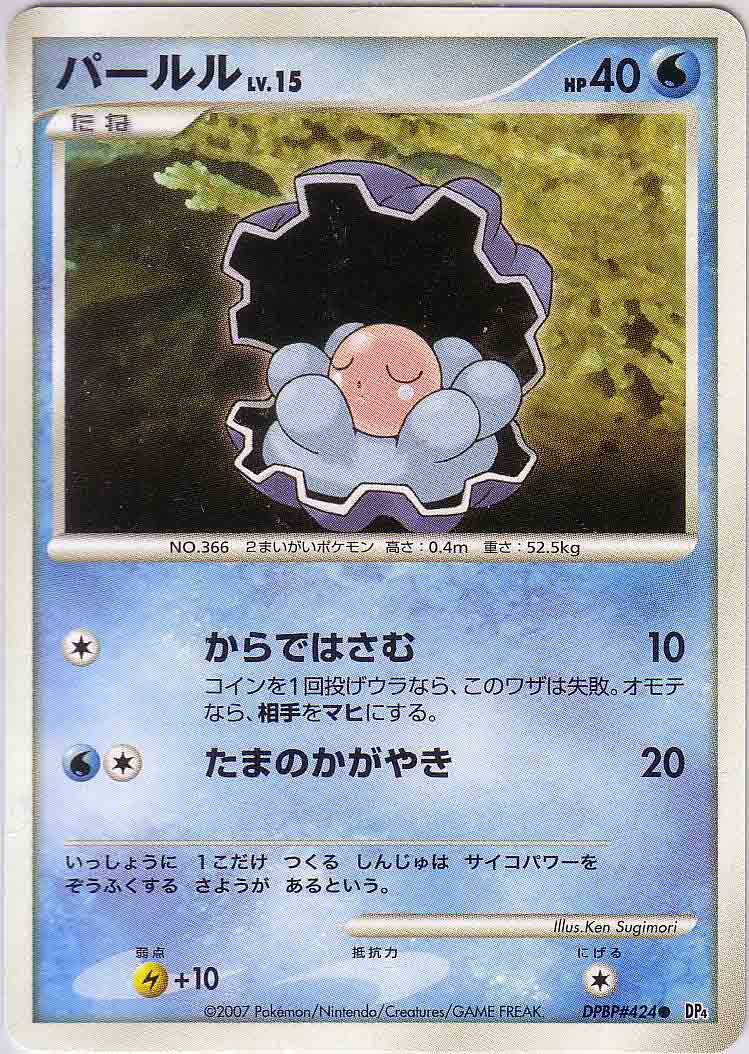 パールル LV.15 HP40
たね
NO.366 2まいがいポケモン 高さ:0.4m 重さ:52.5kg
からではさむ 10
コインを1回投げウラなら、このワザは失敗。オモテ
なら、相手をマヒにする。
たまのかがやき 20
いっしょうに 1こだけ つくる しんじゅは サイコパワーを
ぞうふくする さようが あるという。
Illus.Ken Sugimori
弱点 抵抗力 にげる
+10
©2007 Pokémon/Nintendo/Creatures/GAME FREAK.
DPBP#424 DP4